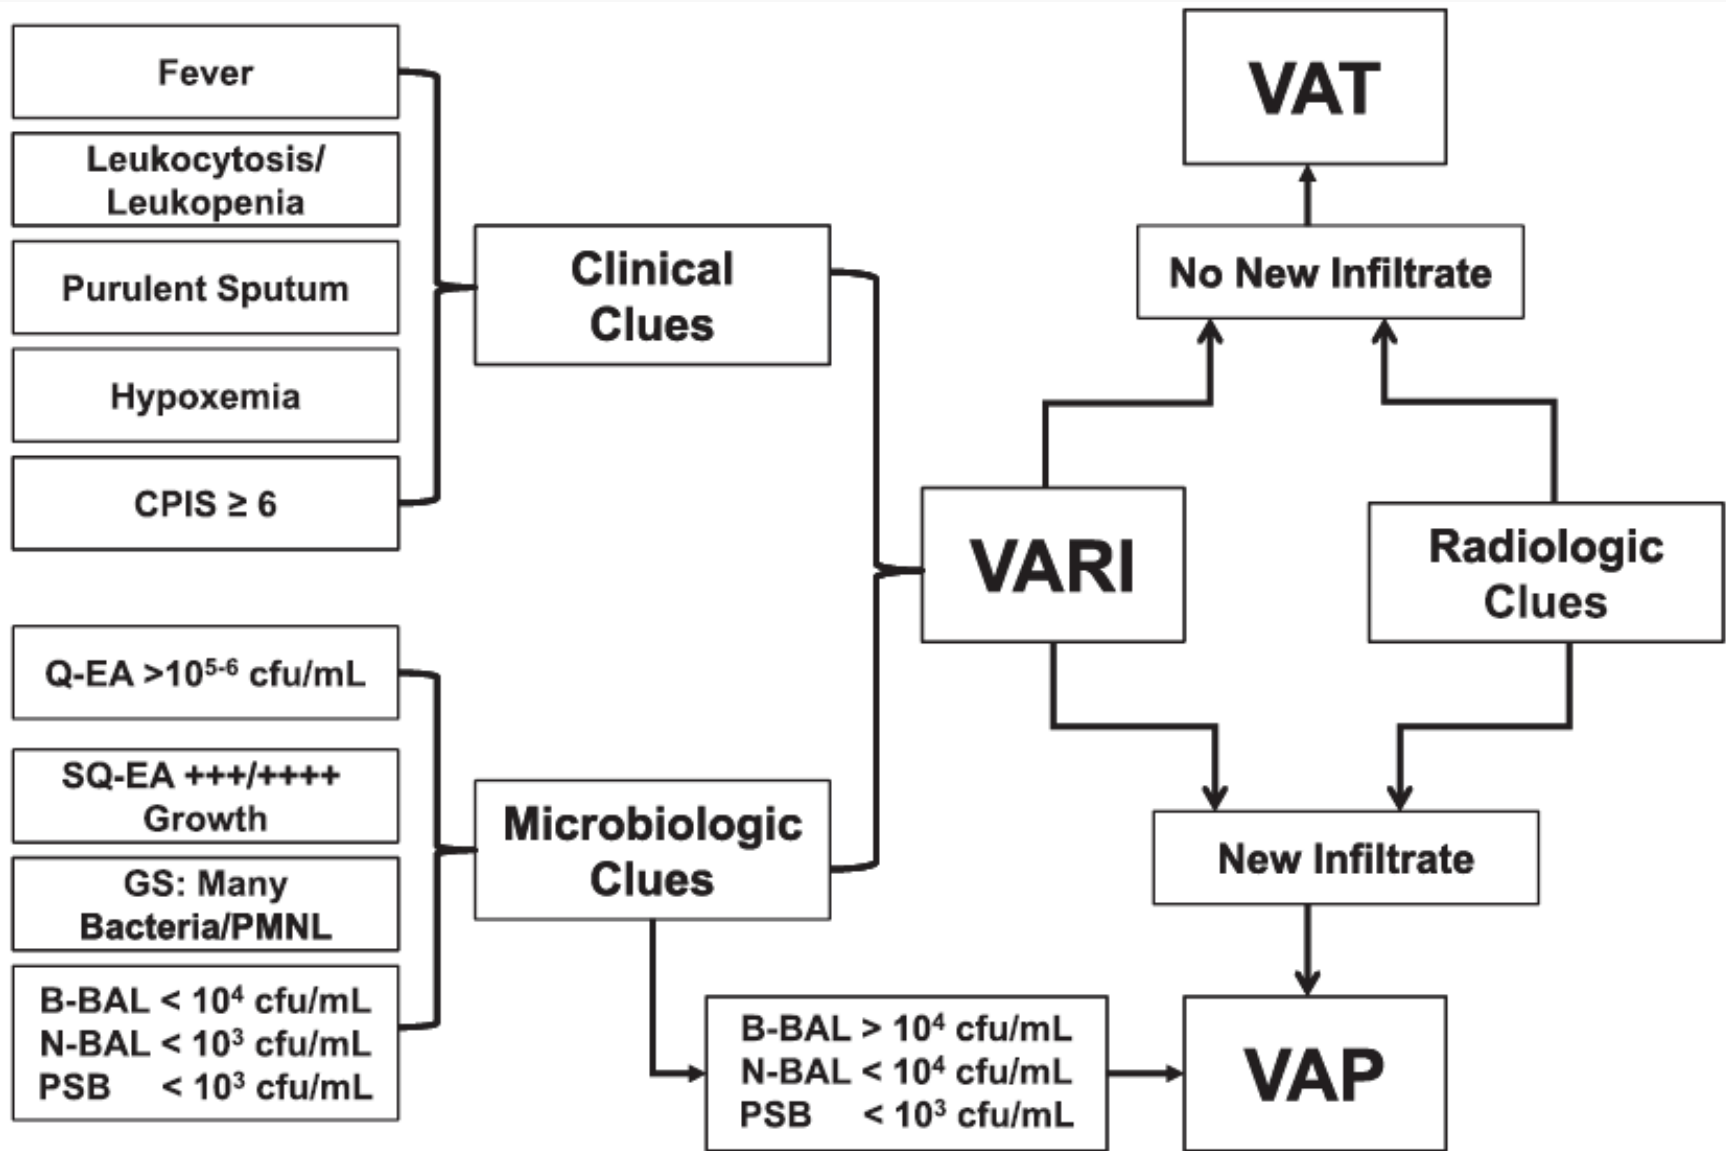 Fever
Leukocytosis/
Leukopenia
Purulent Sputum
Hypoxemia
CPIS ≥ 6
Clinical
Clues
Q-EA >10⁵⁻⁶ cfu/mL
SQ-EA +++/++++
Growth
GS: Many
Bacteria/PMNL
B-BAL < 10⁴ cfu/mL
N-BAL < 10³ cfu/mL
PSB < 10³ cfu/mL
Microbiologic
Clues
B-BAL > 10⁴ cfu/mL
N-BAL < 10⁴ cfu/mL
PSB < 10³ cfu/mL
VARI
VAT
No New Infiltrate
Radiologic
Clues
New Infiltrate
VAP